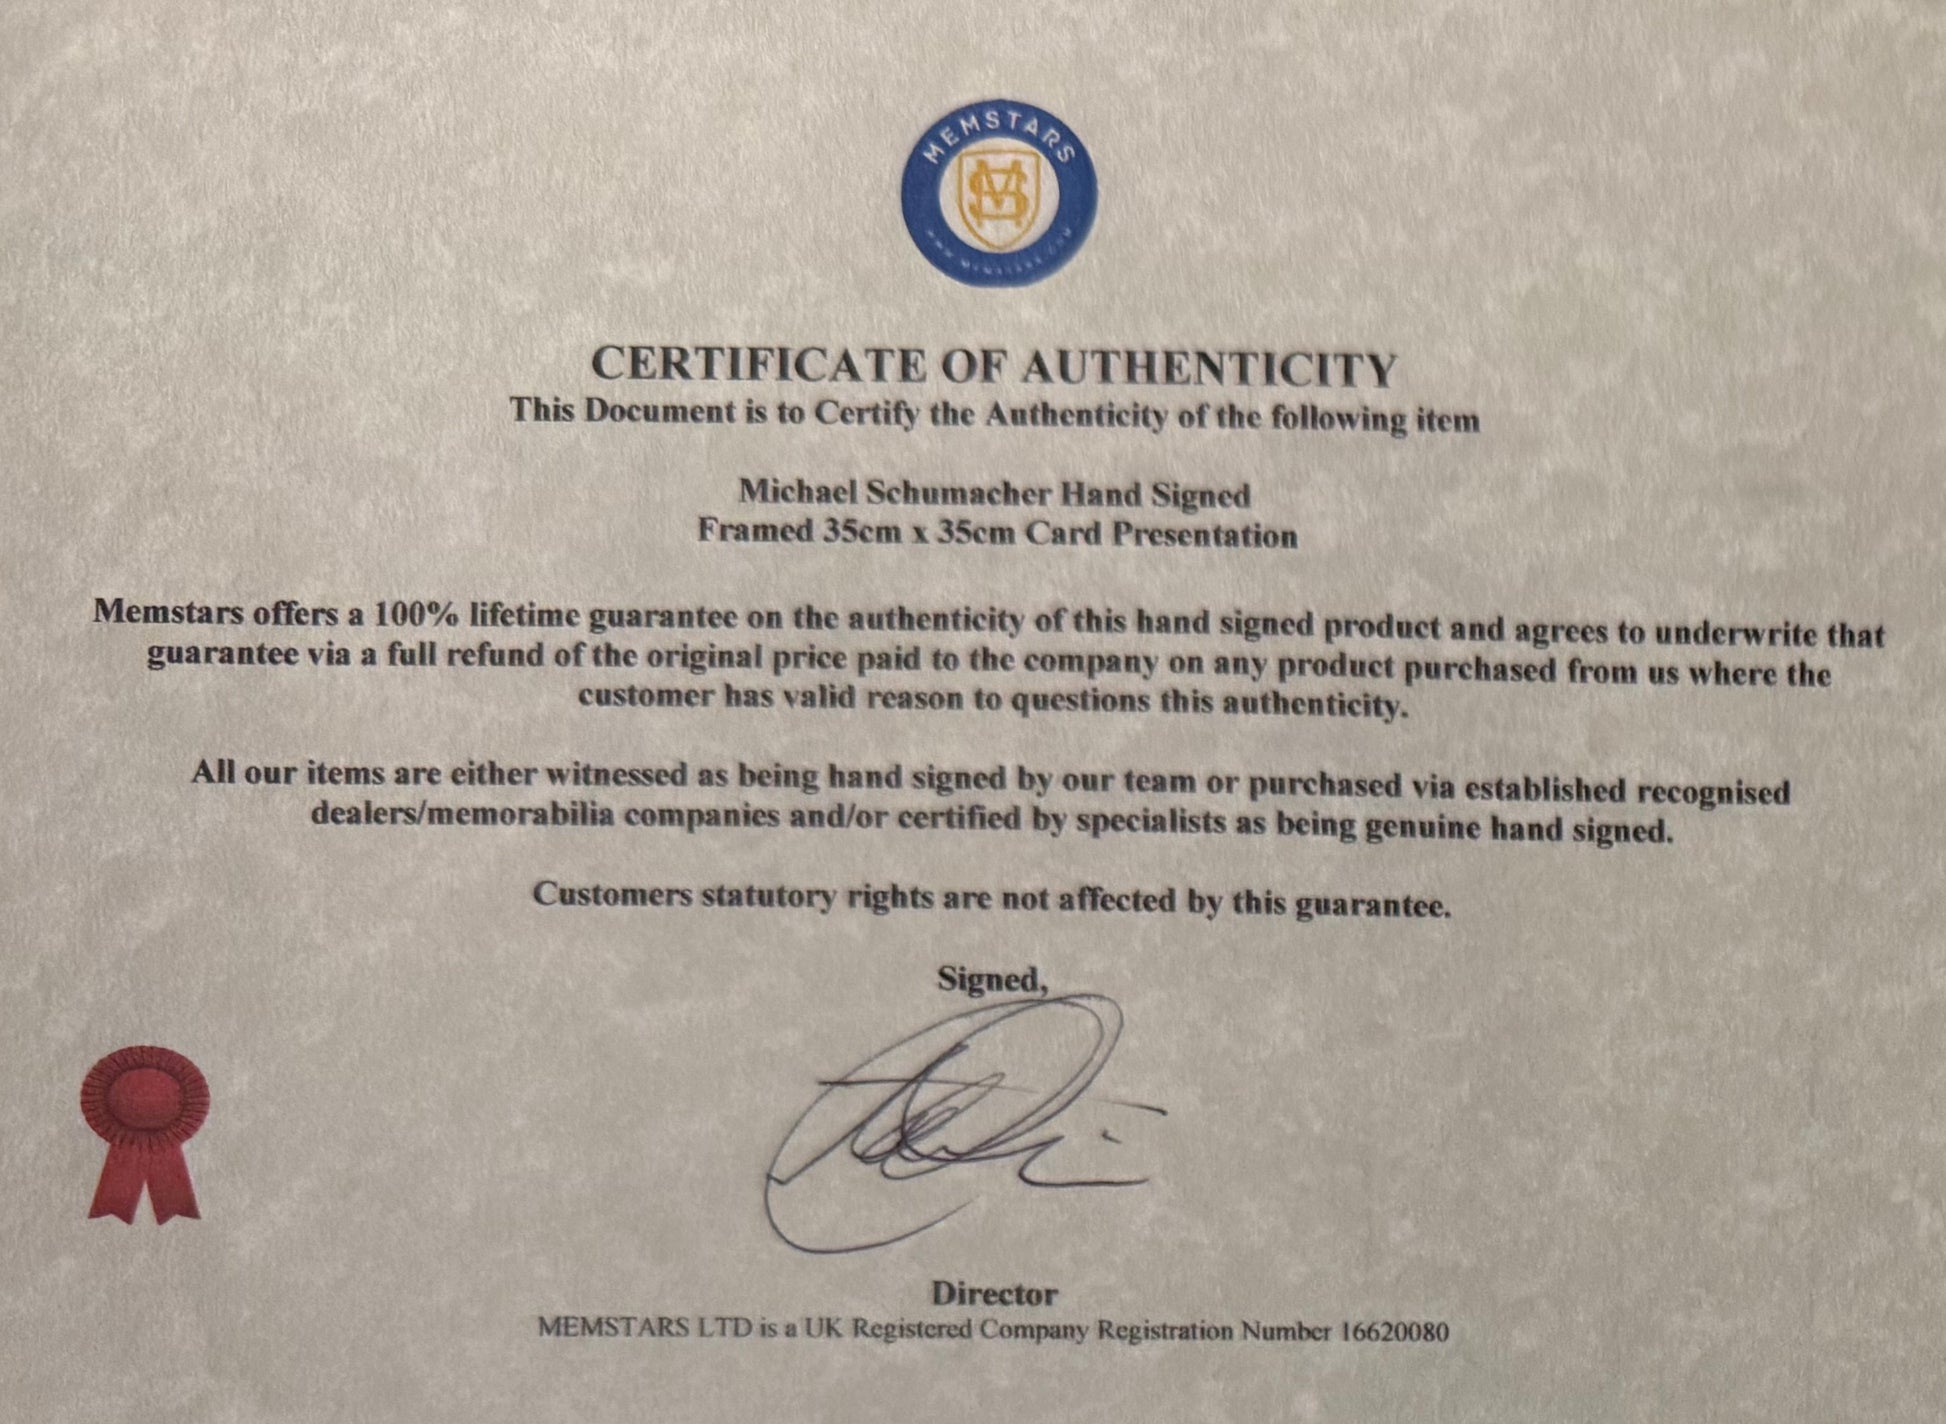 MEMSTARS
MS
WWW.MEMSTARS.COM
CERTIFICATE OF AUTHENTICITY
This Document is to Certify the Authenticity of the following item
Michael Schumacher Hand Signed
Framed 35cm x 35cm Card Presentation
Memstars offers a 100% lifetime guarantee on the authenticity of this hand signed product and agrees to underwrite that
guarantee via a full refund of the original price paid to the company on any product purchased from us where the
customer has valid reason to questions this authenticity.
All our items are either witnessed as being hand signed by our team or purchased via established recognised
dealers/memorabilia companies and/or certified by specialists as being genuine hand signed.
Customers statutory rights are not affected by this guarantee.
Signed,
Director
MEMSTARS LTD is a UK Registered Company Registration Number 16620080